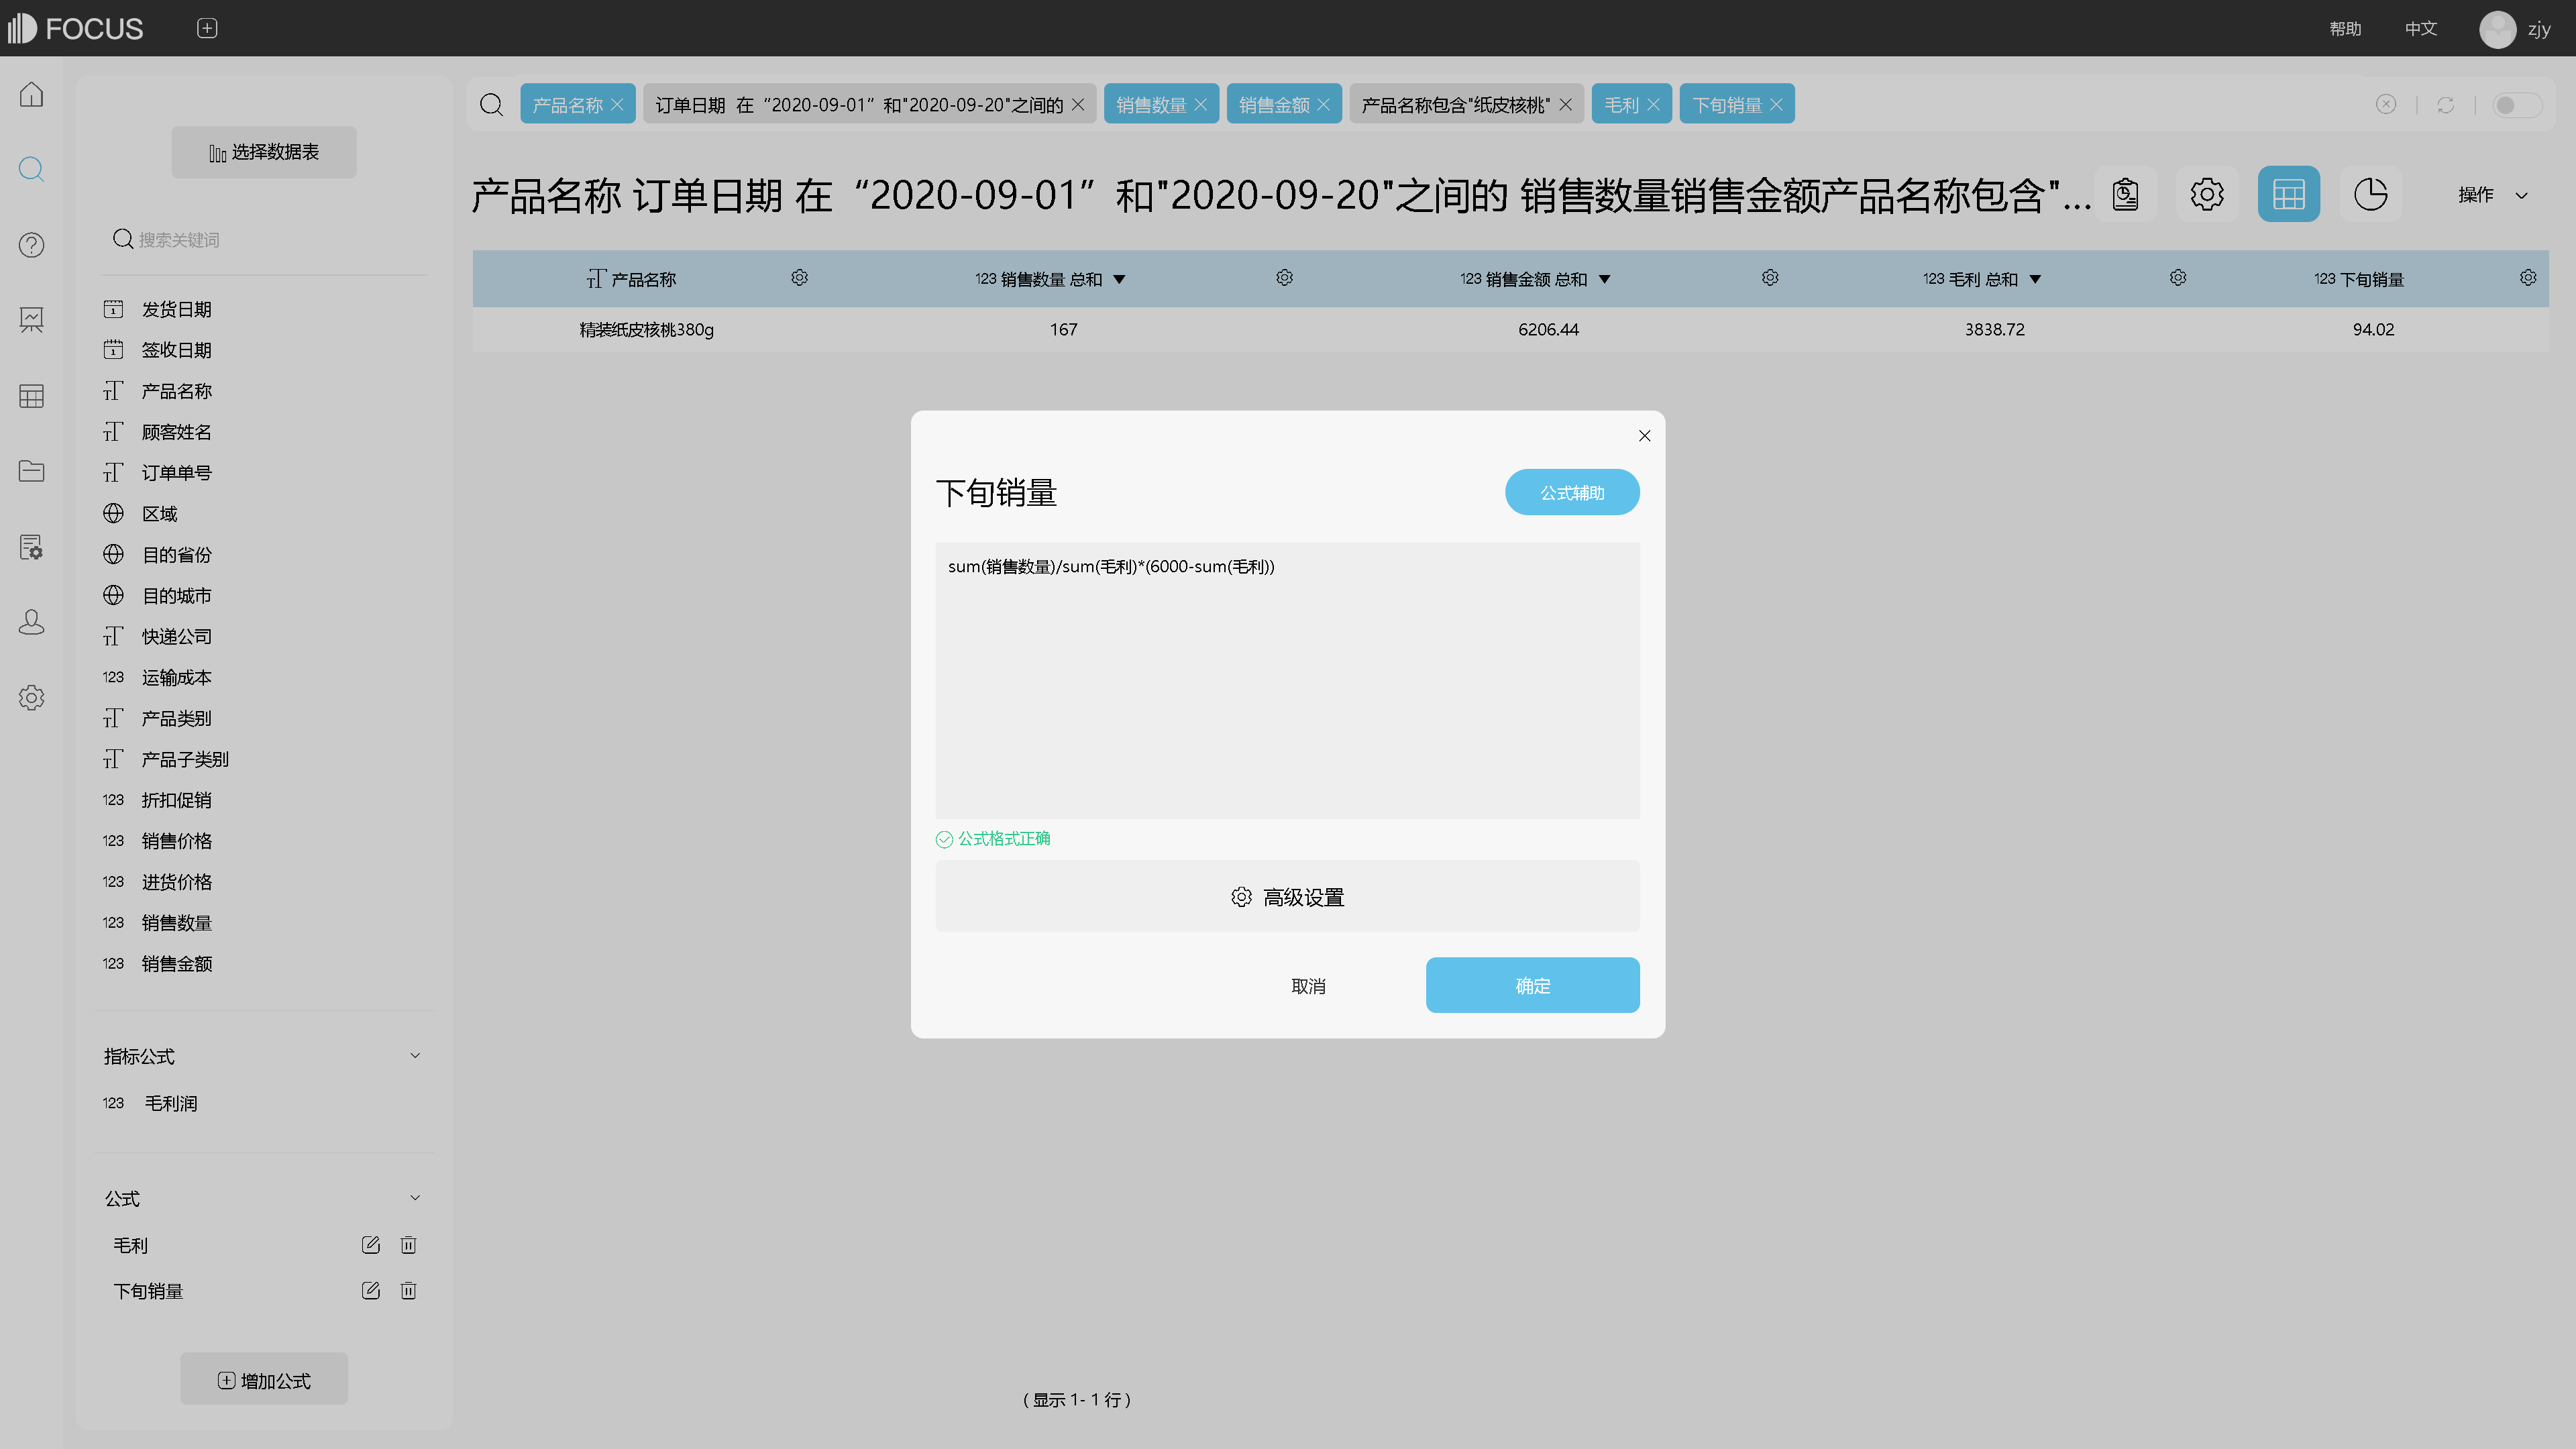 FOCUS
帮助
中文
zjy
产品名称
订单日期 在 “2020-09-01” 和"2020-09-20"之间的
销售数量
销售金额
产品名称包含"纸皮核桃"
毛利
下旬销量
选择数据表
产品名称 订单日期 在 “2020-09-01” 和"2020-09-20"之间的 销售数量销售金额产品名称包含"...
操作
搜索关键词
123 销售数量 总和
123 销售金额 总和
123 毛利 总和
123 下旬销量
产品名称
精装纸皮核桃380g
167
6206.44
3838.72
94.02
发货日期
签收日期
产品名称
顾客姓名
订单单号
区域
目的省份
目的城市
快递公司
123 运输成本
产品类别
产品子类别
123 折扣促销
123 销售价格
123 进货价格
123 销售数量
123 销售金额
指标公式
123 毛利润
公式
毛利
下旬销量
增加公式
下旬销量
公式辅助
sum(销售数量)/sum(毛利)*(6000-sum(毛利))
公式格式正确
高级设置
取消
确定
( 显示 1- 1 行 )